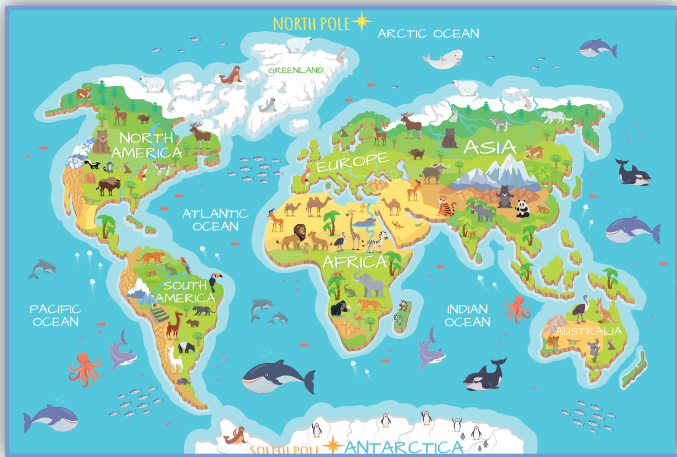 NORTH POLE
ARCTIC OCEAN
GREENLAND
NORTH
AMERICA
EUROPE
ASIA
ATLANTIC
OCEAN
AFRICA
SOUTH
AMERICA
PACIFIC
OCEAN
INDIAN
OCEAN
AUSTRALIA
SOUTH POLE
ANTARCTICA